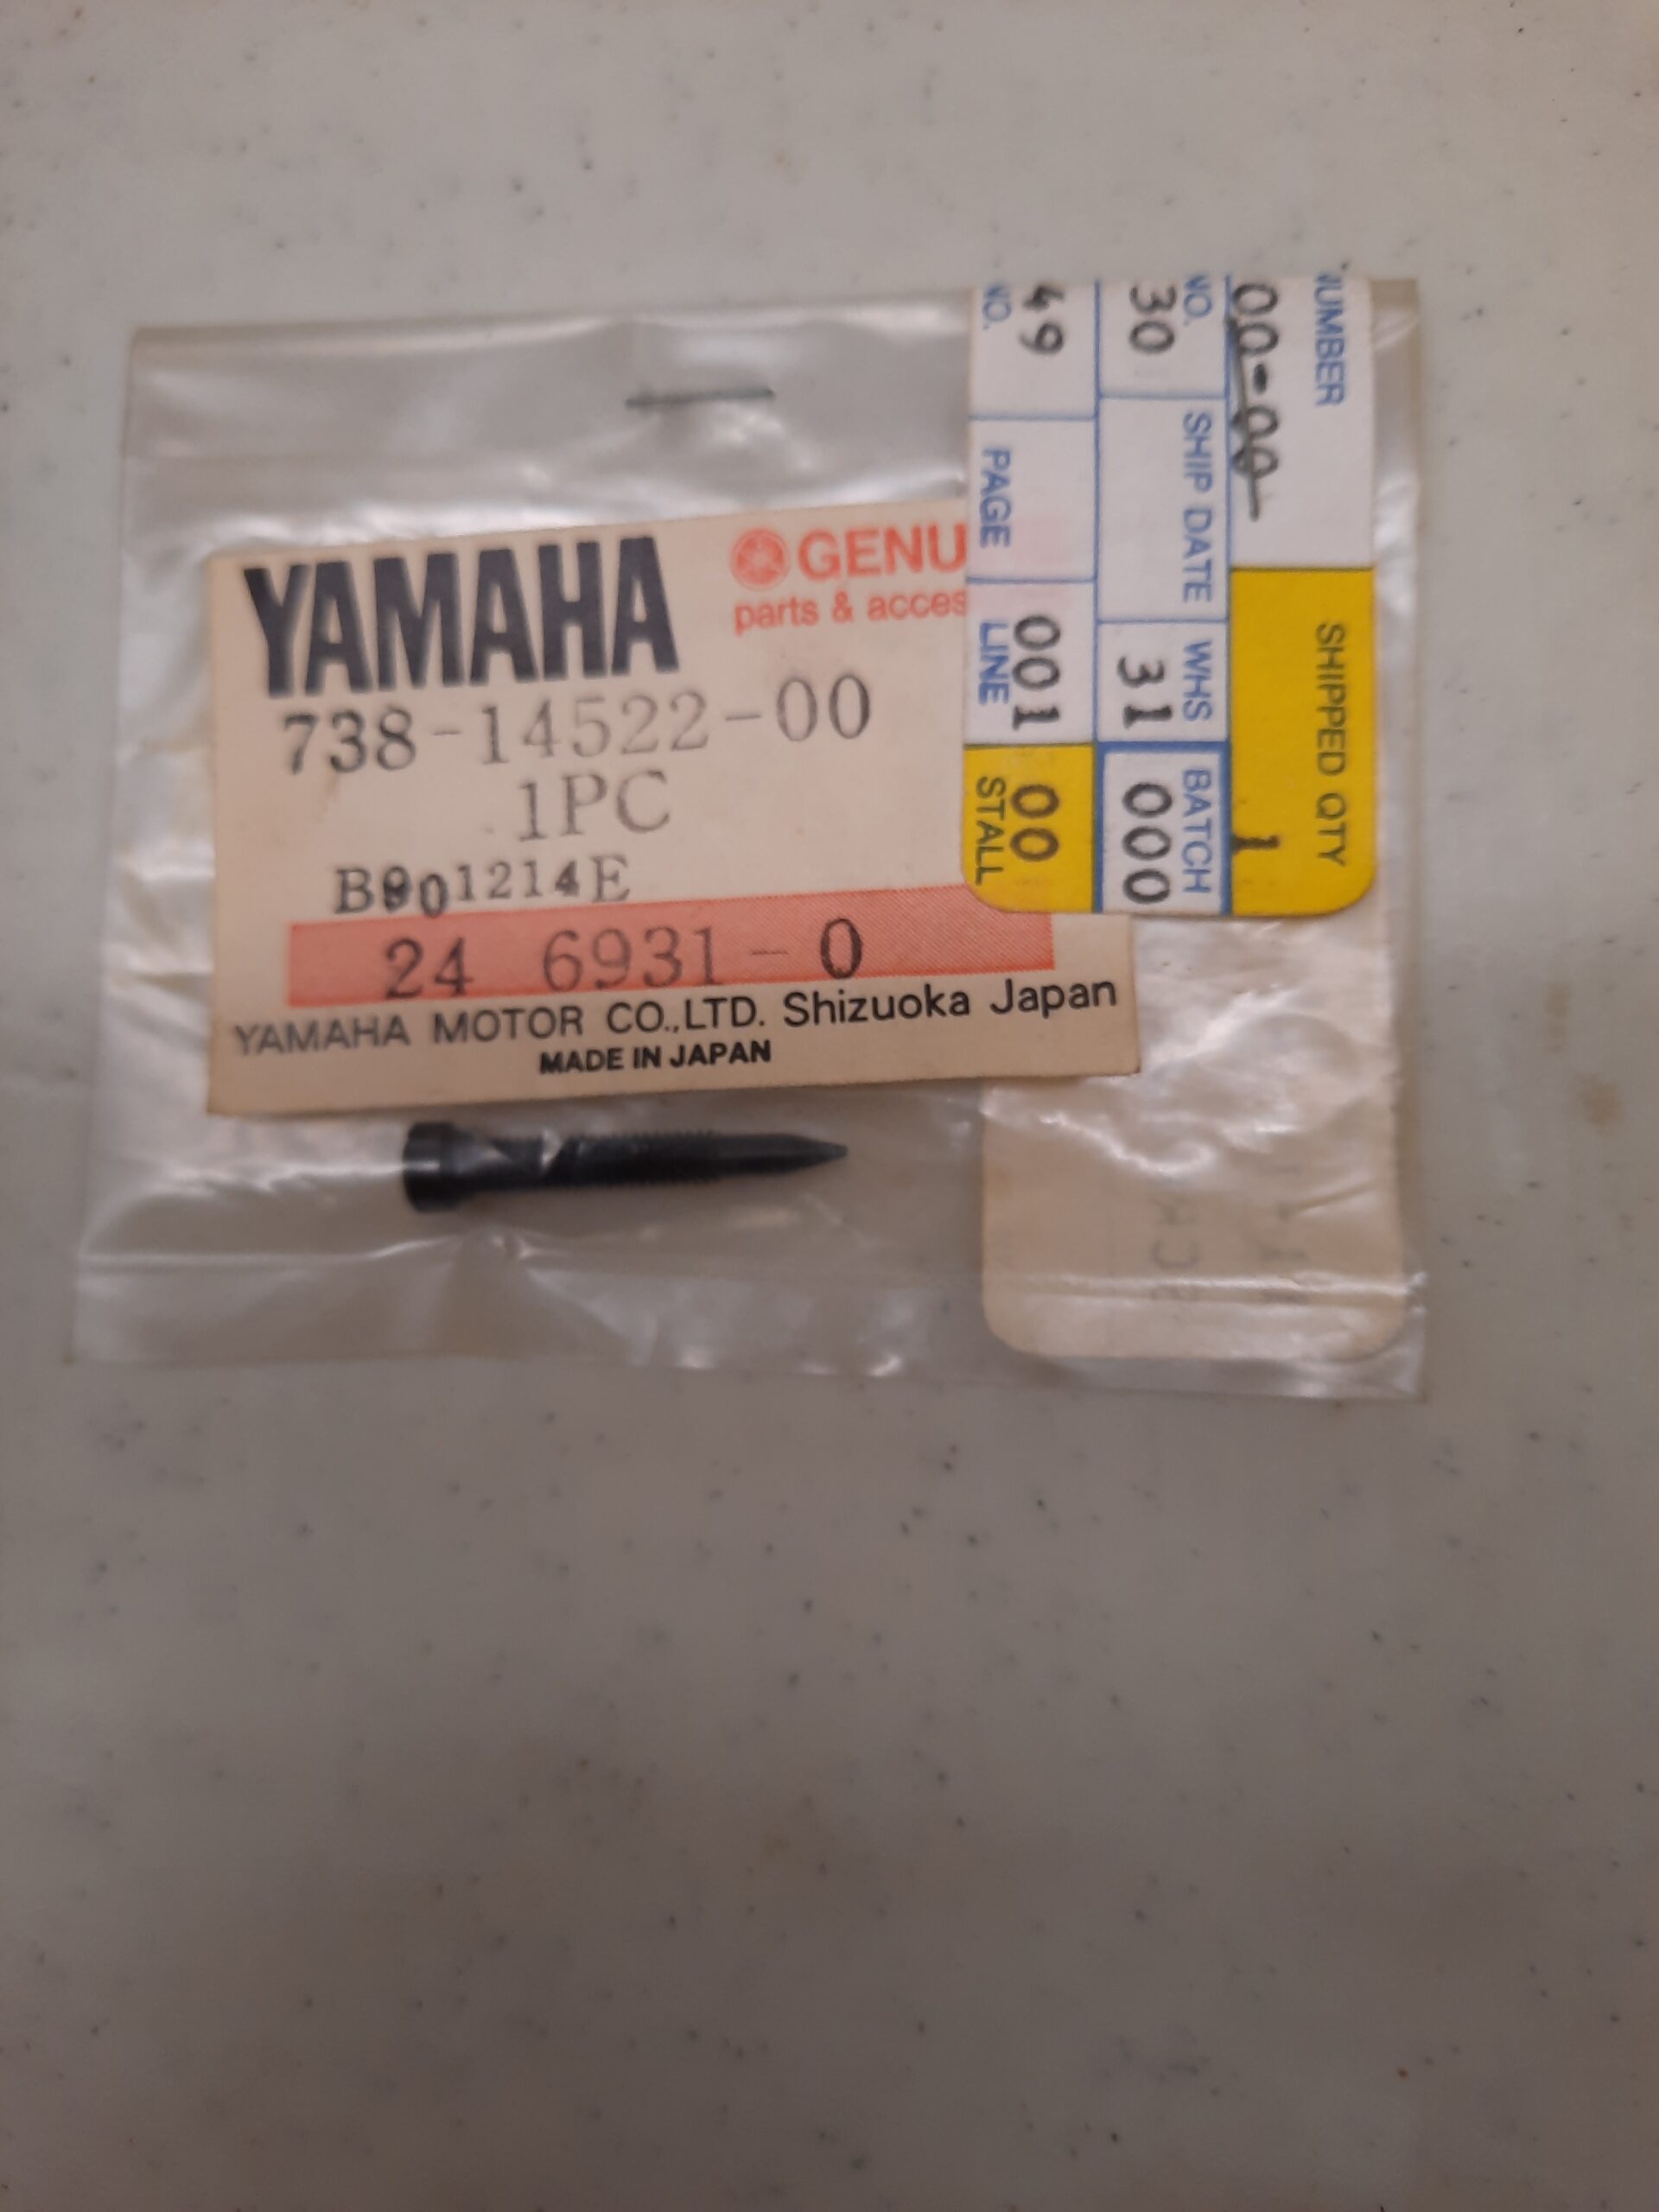 YAMAHA
GENU
parts & acces
738-14522-00
1PC
B901214E
24 6931-0
YAMAHA MOTOR CO.,LTD. Shizuoka Japan
MADE IN JAPAN
UMBER SHIPPED QTY
00-00 1
NO. SHIP DATE WHS BATCH
30 31 000
49 001 00
NO. PAGE LINE STALL